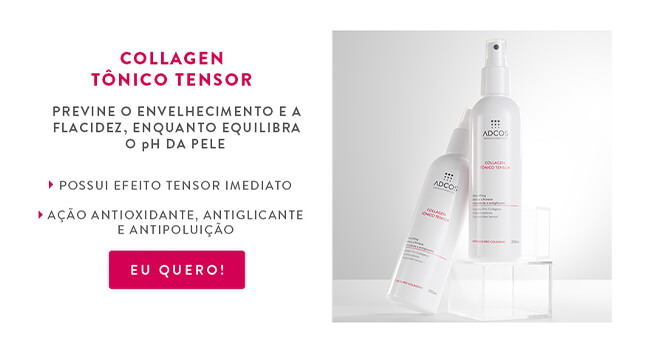 COLLAGEN
TÔNICO TENSOR
PREVINE O ENVELHECIMENTO E A
FLACIDEZ, ENQUANTO EQUILIBRA
O pH DA PELE
POSSUI EFEITO TENSOR IMEDIATO
AÇÃO ANTIOXIDANTE, ANTIGLICANTE
E ANTIPOLUIÇÃO
EU QUERO!
ADCOS
COLLAGEN
TÔNICO TENSOR
ADCOS
COLLAGEN
TÔNICO TENSOR